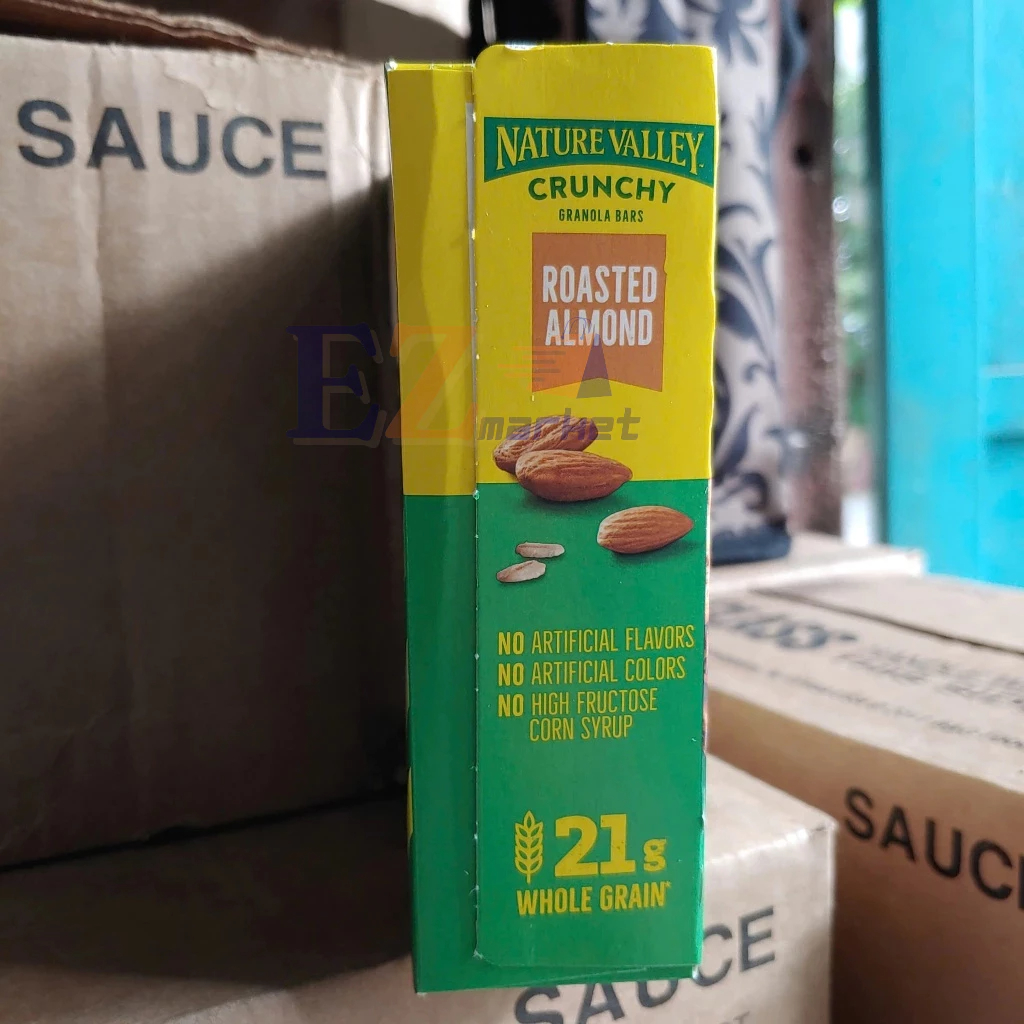 SAUCE
NATURE VALLEY
CRUNCHY
GRANOLA BARS
ROASTED
ALMOND
EZ
market
NO ARTIFICIAL FLAVORS
NO ARTIFICIAL COLORS
NO HIGH FRUCTOSE
CORN SYRUP
21g
WHOLE GRAIN*
SAUC
SAUCE